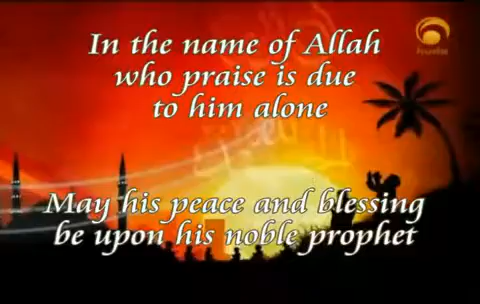 In the name of Allah
who praise is due
to him alone
May his peace and blessing
be upon his noble prophet